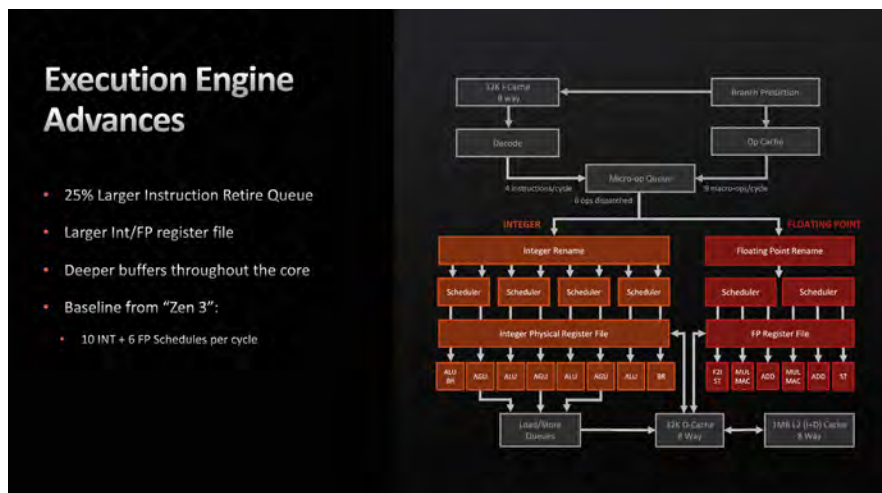 Execution Engine
Advances
25% Larger Instruction Retire Queue
Larger Int/FP register file
Deeper buffers throughout the core
Baseline from “Zen 3”:
10 INT + 6 FP Schedules per cycle
32K I-Cache
8 way
Branch Prediction
Decode
Op Cache
4 instructions/cycle
Micro-op Queue
9 macro-ops/cycle
6 ops dispatched
INTEGER
FLOATING POINT
Integer Rename
Floating Point Rename
Scheduler Scheduler Scheduler Scheduler
Scheduler Scheduler
Integer Physical Register File
FP Register File
ALU
BR
AGU
ALU
AGU
ALU
AGU
ALU
BR
F2I
ST
MUL
MAC
ADD
MUL
MAC
ADD
ST
Load/Store
Queues
32K D-Cache
8 Way
1MB L2 (I+D) Cache
8 Way